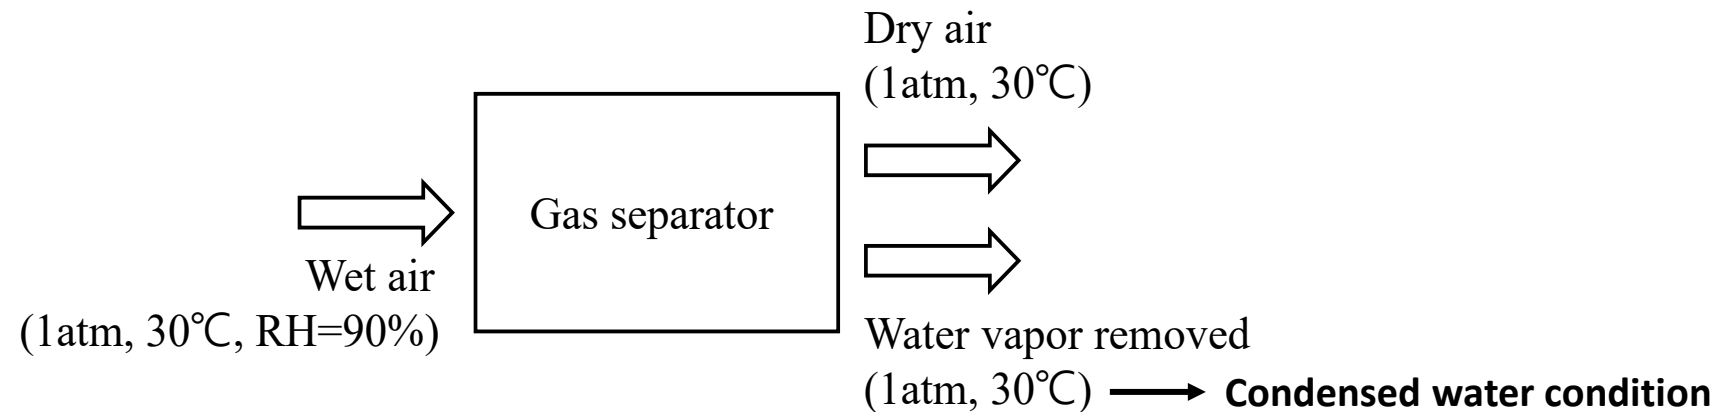 Dry air
(1atm, 30℃)
Gas separator
Wet air
(1atm, 30℃, RH=90%)
Water vapor removed
(1atm, 30℃) Condensed water condition